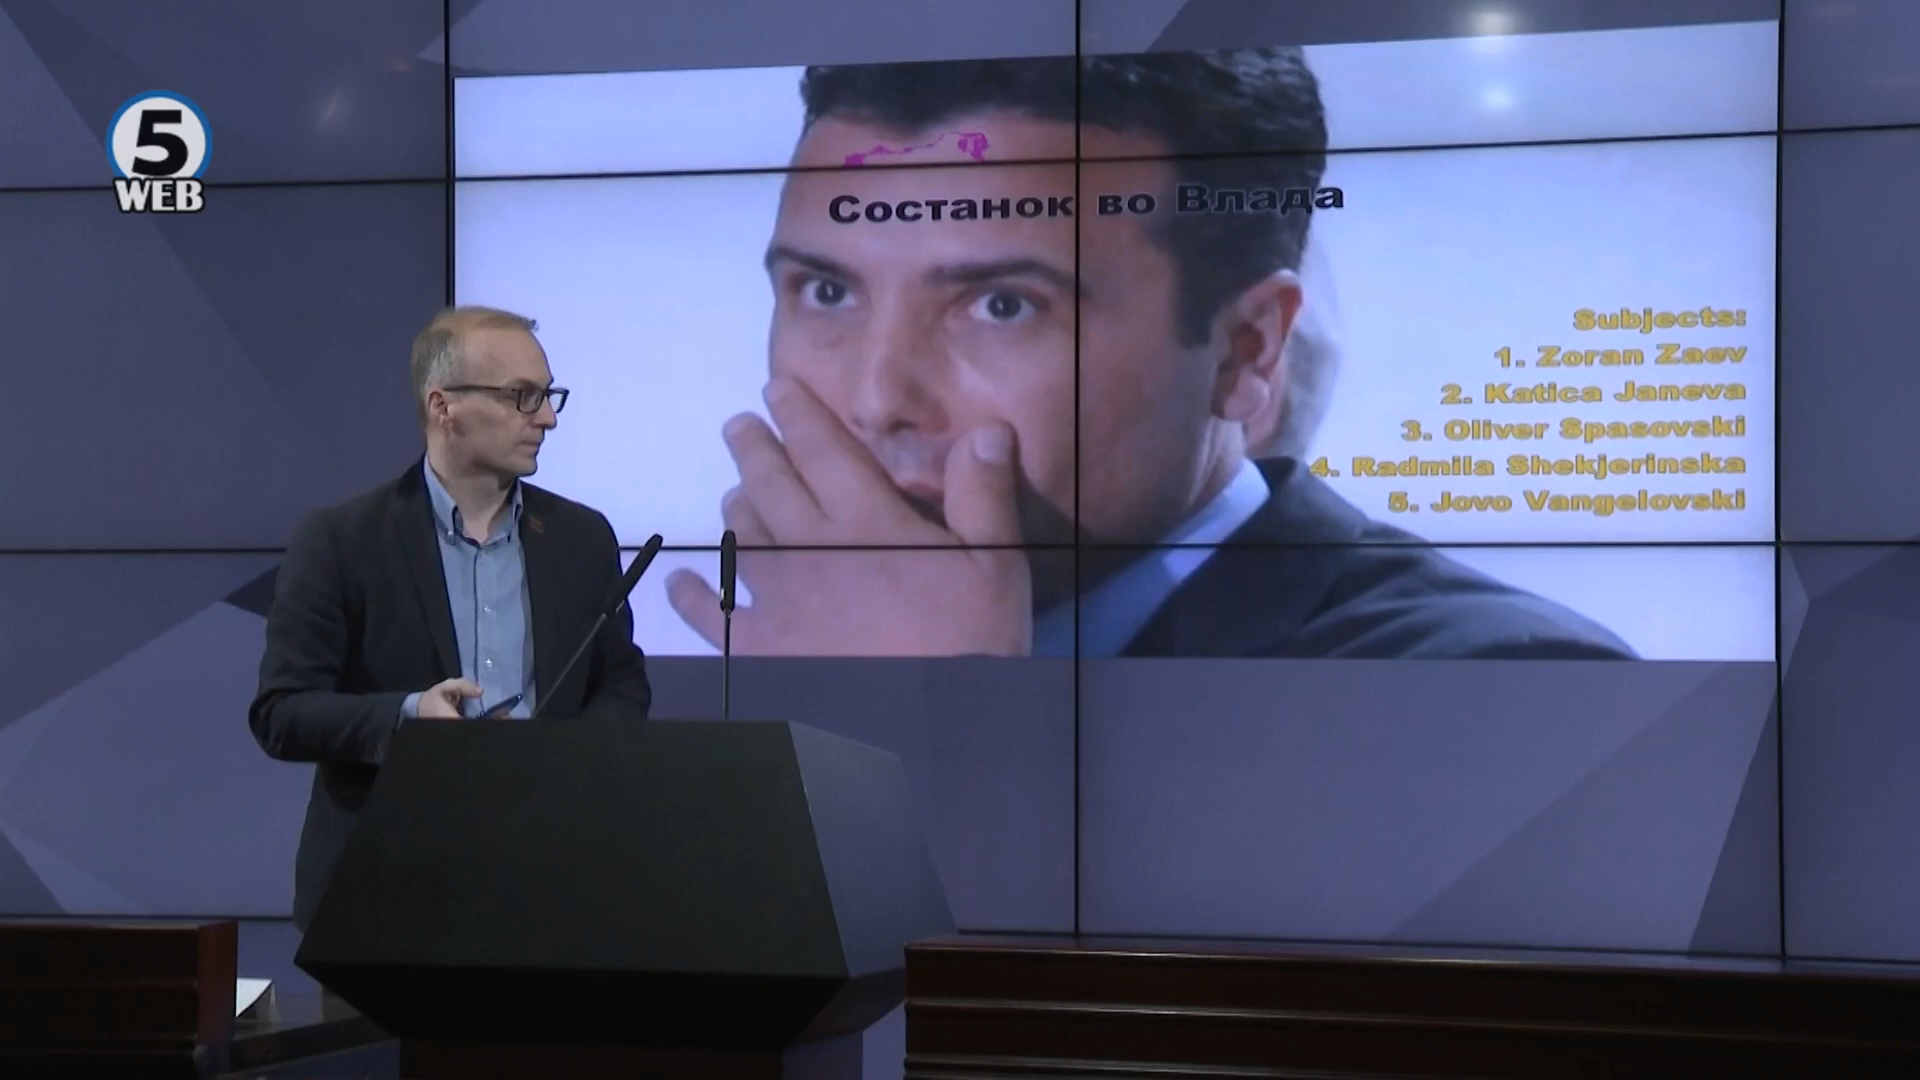 5
WEB
Состанок во Влада
Subjects:
1. Zoran Zaev
2. Katica Janeva
3. Oliver Spasovski
4. Radmila Shekjerinska
5. Jovo Vangelovski